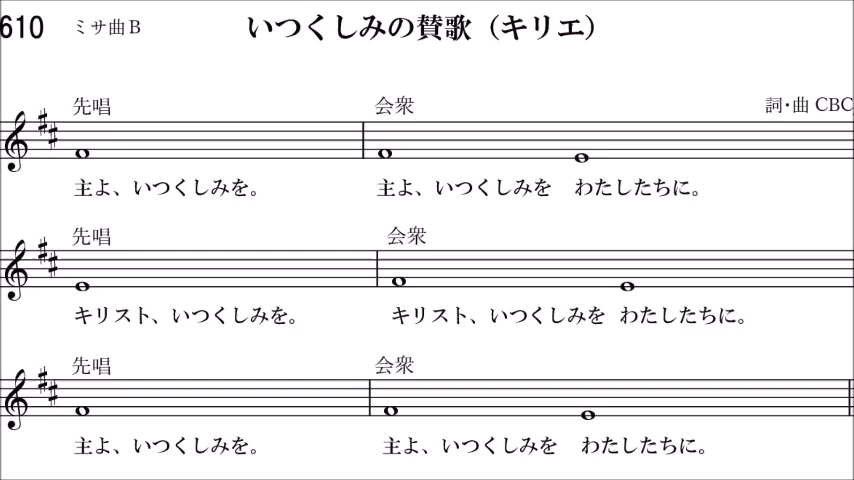 610 ミサ曲B いつくしみの賛歌（キリエ）
先唱 会衆 詞・曲 CBCJ
主よ、いつくしみを。 主よ、いつくしみを わたしたちに。
先唱 会衆
キリスト、いつくしみを。 キリスト、いつくしみを わたしたちに。
先唱 会衆
主よ、いつくしみを。 主よ、いつくしみを わたしたちに。